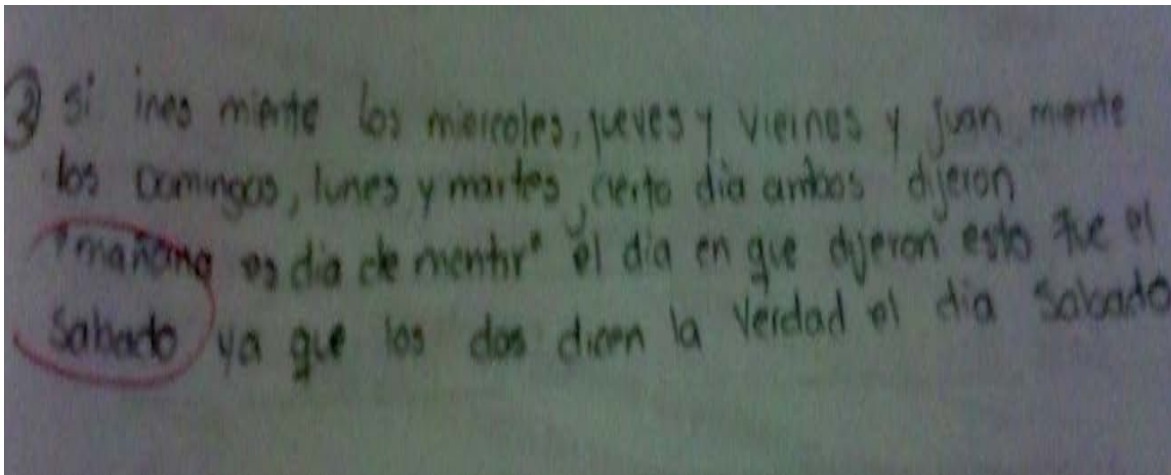 ③ si ines miente los miercoles, jueves y viernes y juan miente
los Domingos, lunes y martes, cierto dia ambos dijeron
"mañana es dia de mentir" el dia en que dijeron esto fue el
Sabado ya que los dos dicen la verdad el dia Sabado